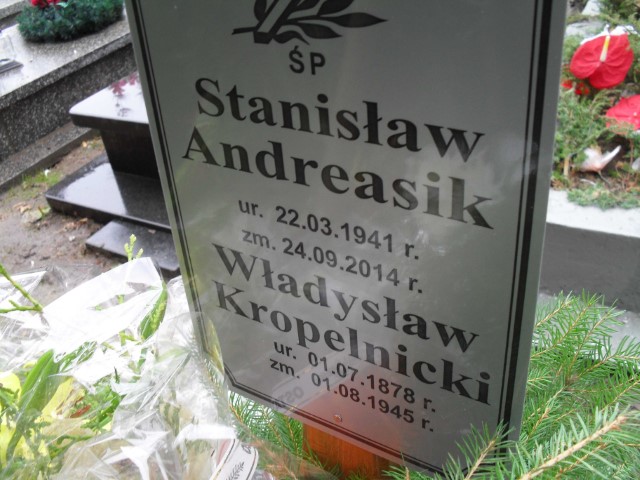 ŚP
Stanisław
Andreasik
ur. 22.03.1941 r.
zm. 24.09.2014 r.
Władysław
Kropelnicki
ur. 01.07.1878 r.
zm. 01.08.1945 r.